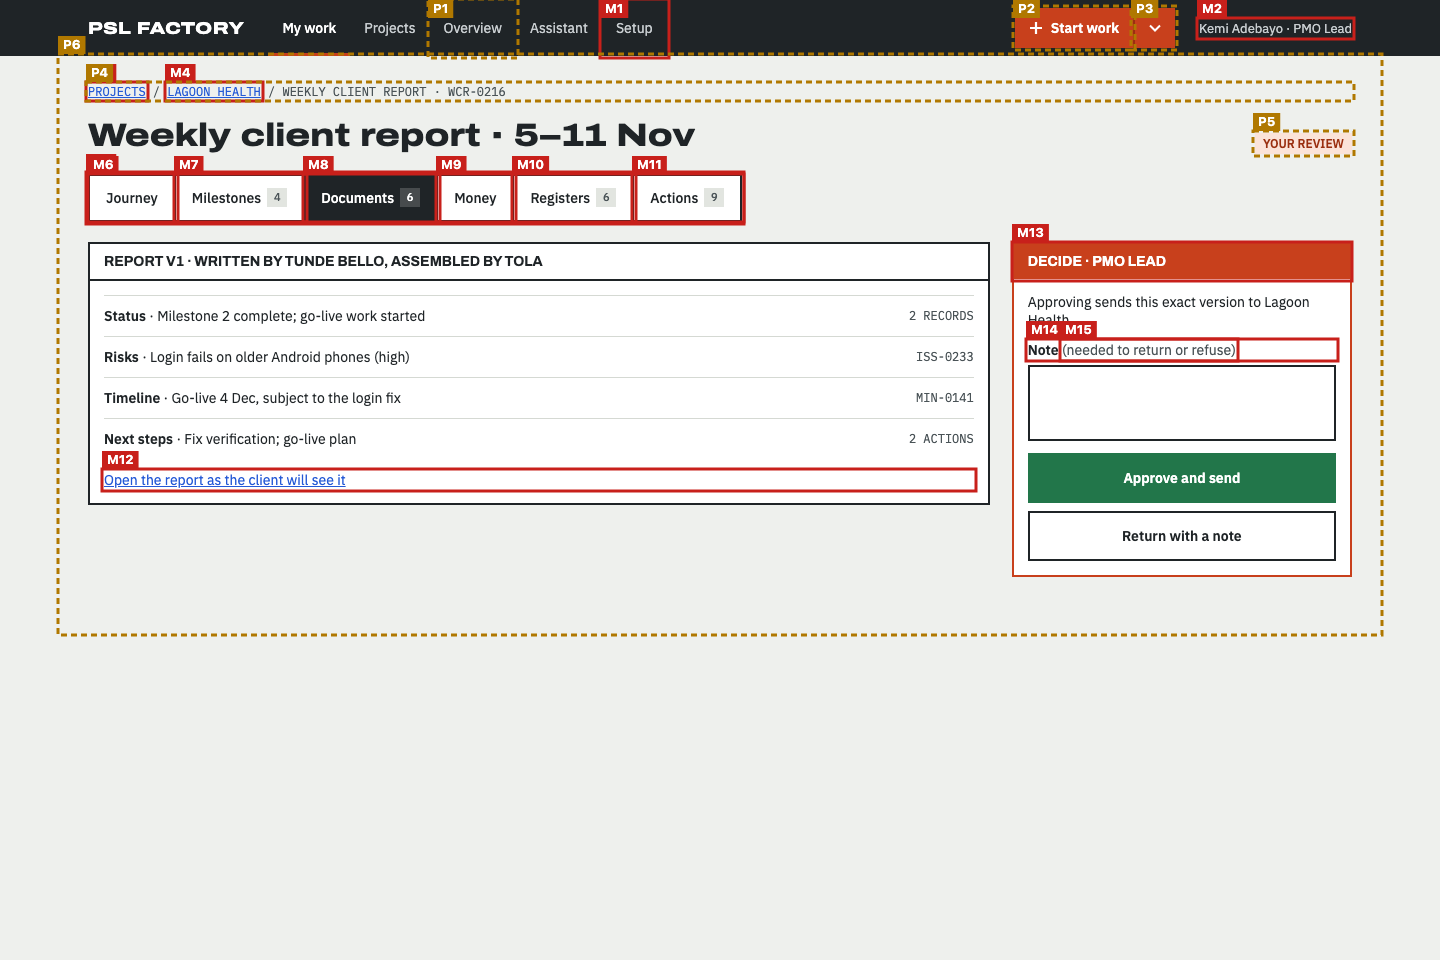 P1 M1 P2 P3 M2
PSL FACTORY My work Projects Overview Assistant Setup + Start work Kemi Adebayo · PMO Lead
P6
P4 M4
PROJECTS / LAGOON HEALTH / WEEKLY CLIENT REPORT · WCR-0216
Weekly client report · 5–11 Nov
P5
YOUR REVIEW
M6 M7 M8 M9 M10 M11
Journey Milestones 4 Documents 6 Money Registers 6 Actions 9
REPORT V1 · WRITTEN BY TUNDE BELLO, ASSEMBLED BY TOLA
Status · Milestone 2 complete; go-live work started 2 RECORDS
Risks · Login fails on older Android phones (high) ISS-0233
Timeline · Go-live 4 Dec, subject to the login fix MIN-0141
Next steps · Fix verification; go-live plan 2 ACTIONS
M12
Open the report as the client will see it
M13
DECIDE · PMO LEAD
Approving sends this exact version to Lagoon
Health
M14 M15
Note (needed to return or refuse)
Approve and send
Return with a note